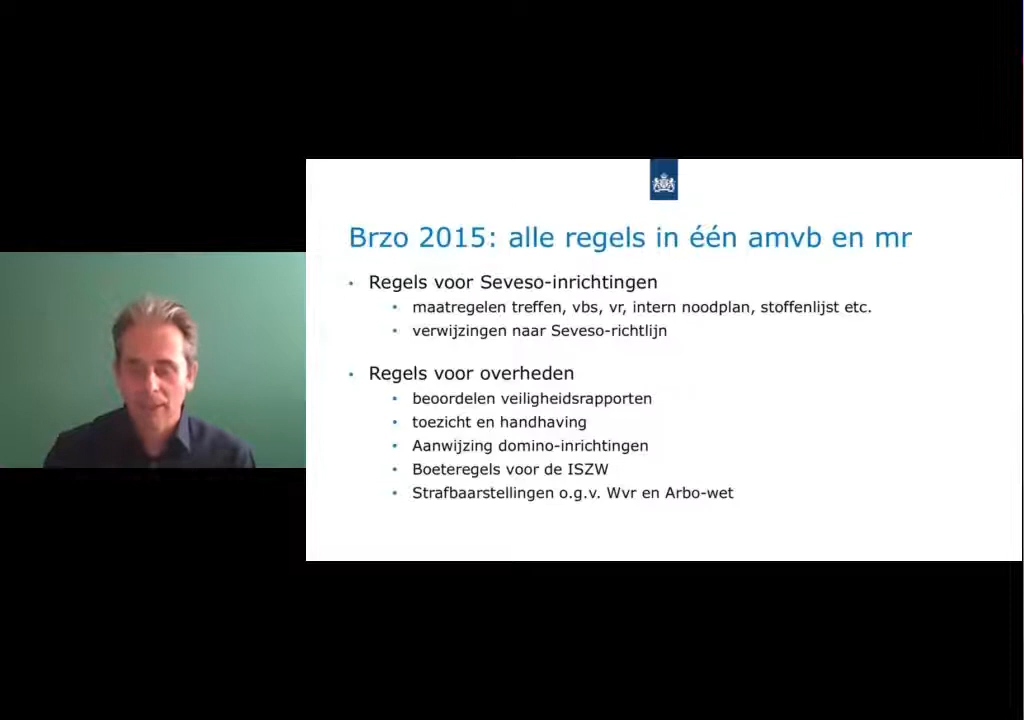 Brzo 2015: alle regels in één amvb en mr
• Regels voor Seveso-inrichtingen
• maatregelen treffen, vbs, vr, intern noodplan, stoffenlijst etc.
• verwijzingen naar Seveso-richtlijn
• Regels voor overheden
• beoordelen veiligheidsrapporten
• toezicht en handhaving
• Aanwijzing domino-inrichtingen
• Boeteregels voor de ISZW
• Strafbaarstellingen o.g.v. Wvr en Arbo-wet